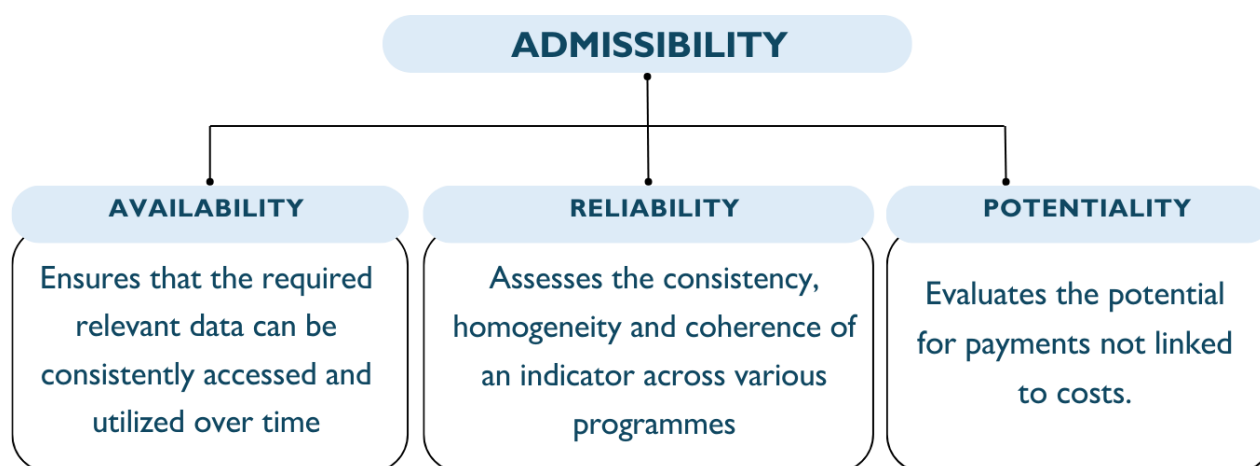 ADMISSIBILITY
AVAILABILITY
Ensures that the required
relevant data can be
consistently accessed and
utilized over time
RELIABILITY
Assesses the consistency,
homogeneity and coherence of
an indicator across various
programmes
POTENTIALITY
Evaluates the potential
for payments not linked
to costs.